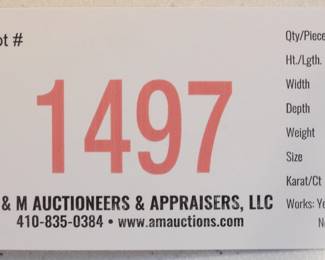 ot #
1497
& M AUCTIONEERS & APPRAISERS, LLC
410-835-0384 • www.amauctions.com
Qty/Piece
Ht./Lgth.
Width
Depth
Weight
Size
Karat/Ct
Works: Ye
N